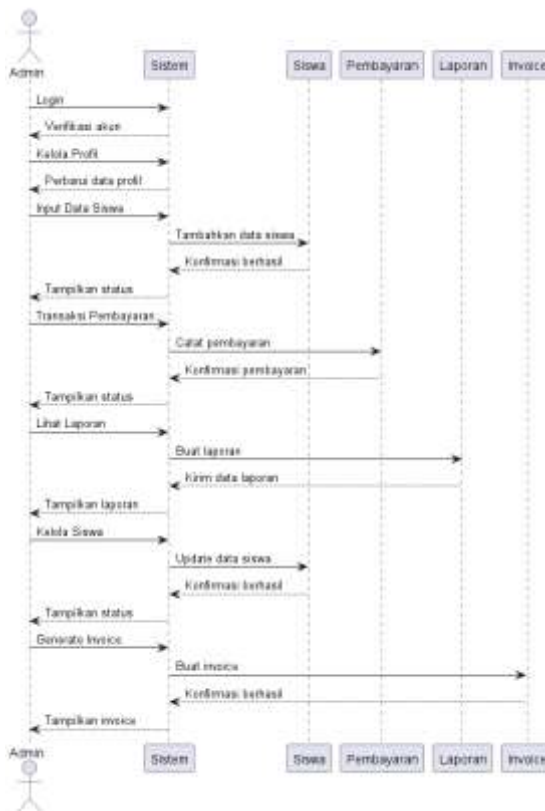 Admin
Sistem
Siswa
Pembayaran
Laporan
Invoice
Login
Verifikasi akun
Kelola Profil
Perbarui data profil
Input Data Siswa
Tambahkan data siswa
Konfirmasi berhasil
Tampilkan status
Transaksi Pembayaran
Catat pembayaran
Konfirmasi pembayaran
Tampilkan status
Lihat Laporan
Buat laporan
Kirim data laporan
Tampilkan laporan
Kelola Siswa
Update data siswa
Konfirmasi berhasil
Tampilkan status
Generate Invoice
Buat invoice
Konfirmasi berhasil
Tampilkan invoice
Admin
Sistem
Siswa
Pembayaran
Laporan
Invoice